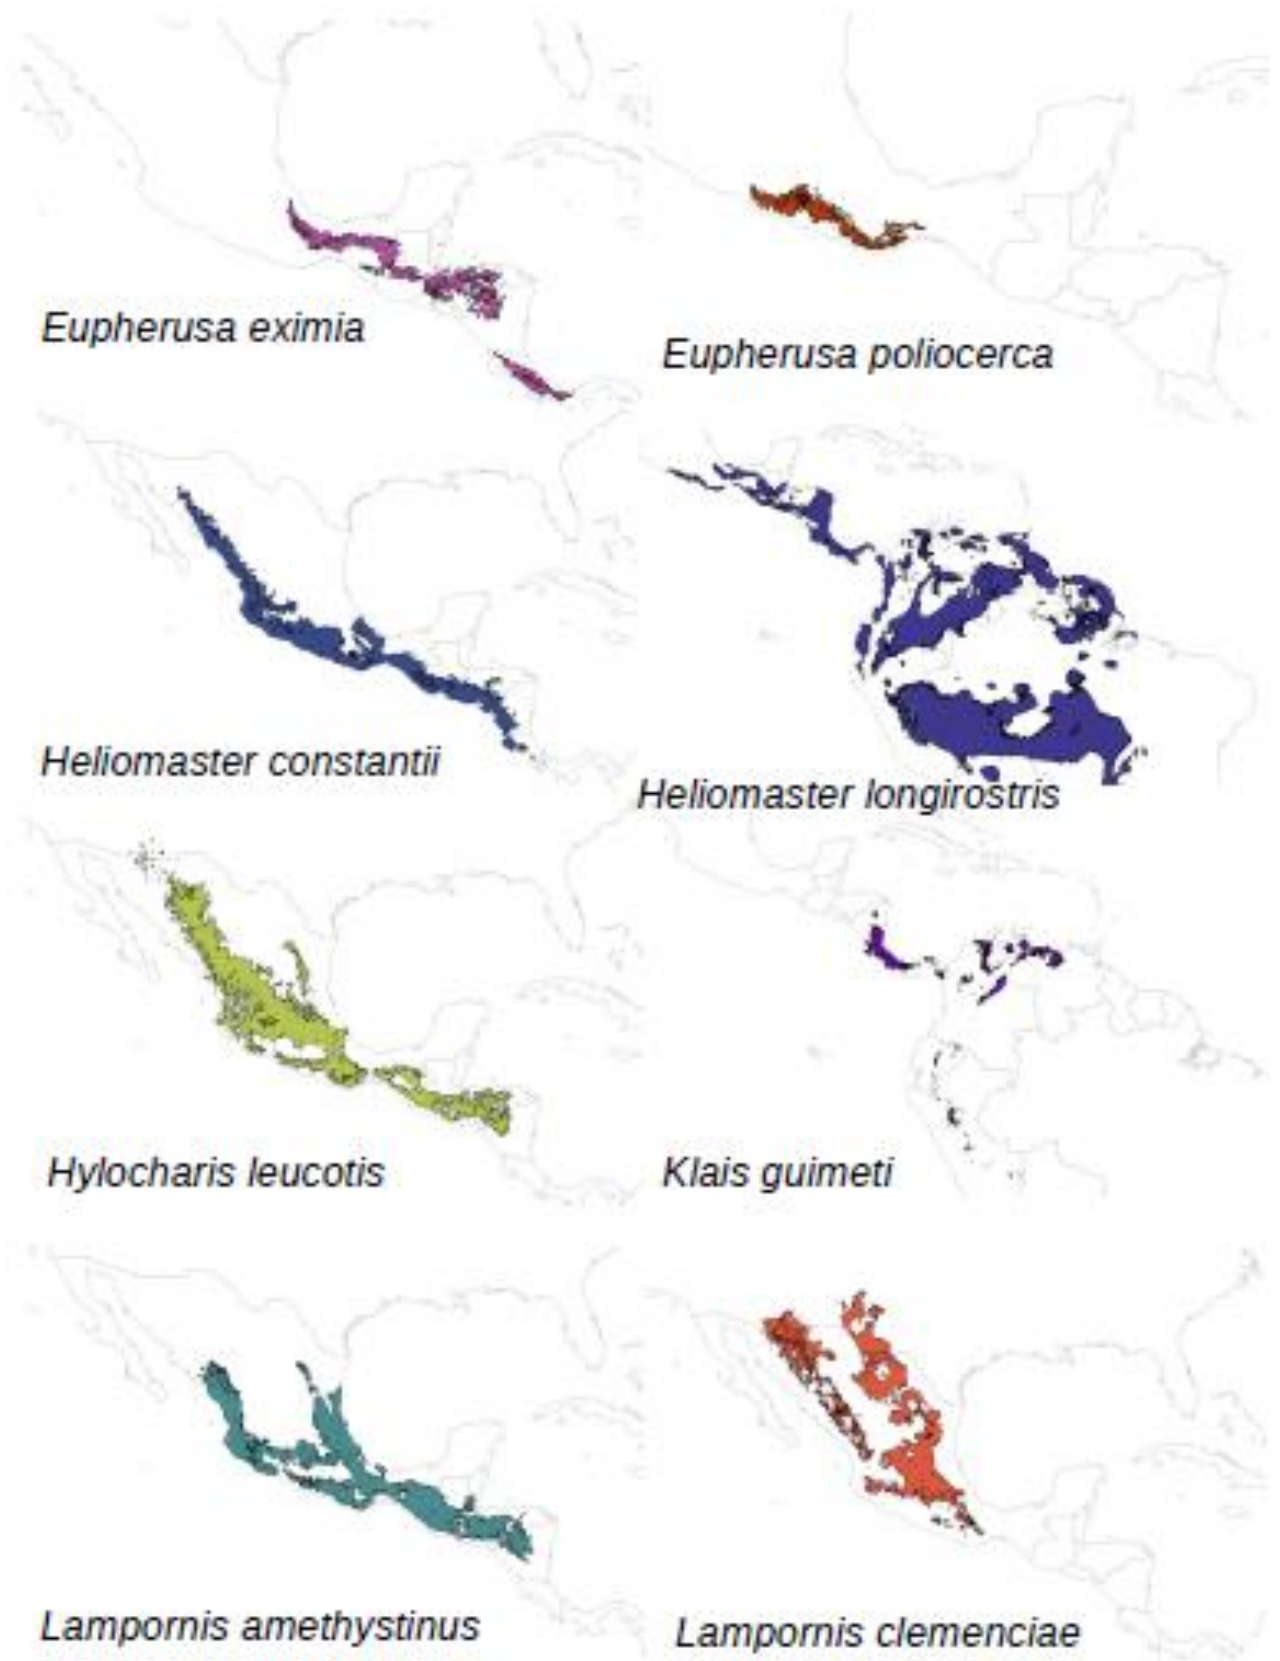 Eupherusa eximia
Eupherusa poliocerca
Heliomaster constantii
Heliomaster longirostris
Hylocharis leucotis
Klais guimeti
Lampornis amethystinus
Lampornis clemenciae